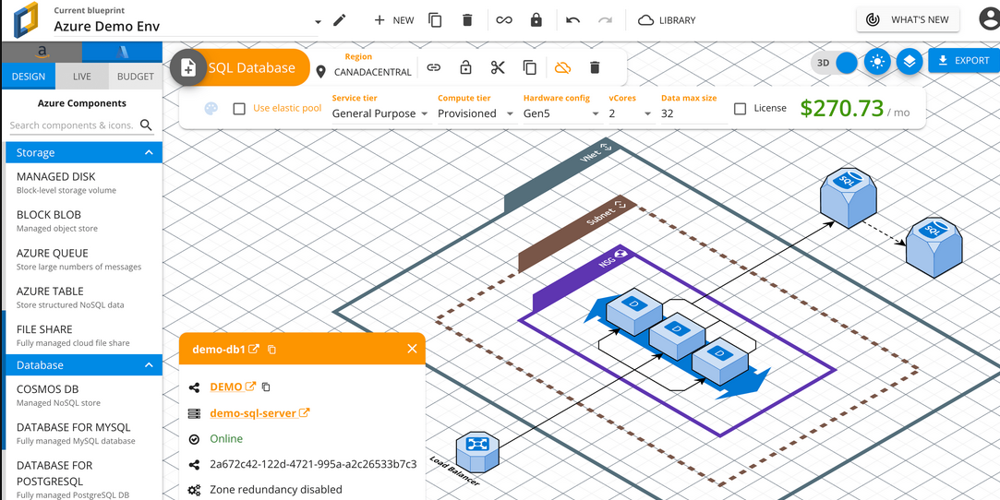 Current blueprint
Azure Demo Env
NEW
LIBRARY
WHAT'S NEW
a
DESIGN
LIVE
BUDGET
SQL Database
Region
CANADACENTRAL
3D
EXPORT
Azure Components
Search components & icons.
Use elastic pool
Service tier
General Purpose
Compute tier
Provisioned
Hardware config
Gen5
vCores
2
Data max size
32
License
$270.73 / mo
Storage
MANAGED DISK
Block-level storage volume
BLOCK BLOB
Managed object store
AZURE QUEUE
Store large numbers of messages
AZURE TABLE
Store structured NoSQL data
FILE SHARE
Fully managed cloud file share
Database
COSMOS DB
Managed NoSQL store
DATABASE FOR MYSQL
Fully managed MySQL database
DATABASE FOR
POSTGRESQL
Fully managed PostgreSQL DB
VNet
Subnet
NSG
SQL
SQL
D
D
D
Load Balancer
demo-db1
DEMO
demo-sql-server
Online
2a672c42-122d-4721-995a-a2c26533b7c3
Zone redundancy disabled